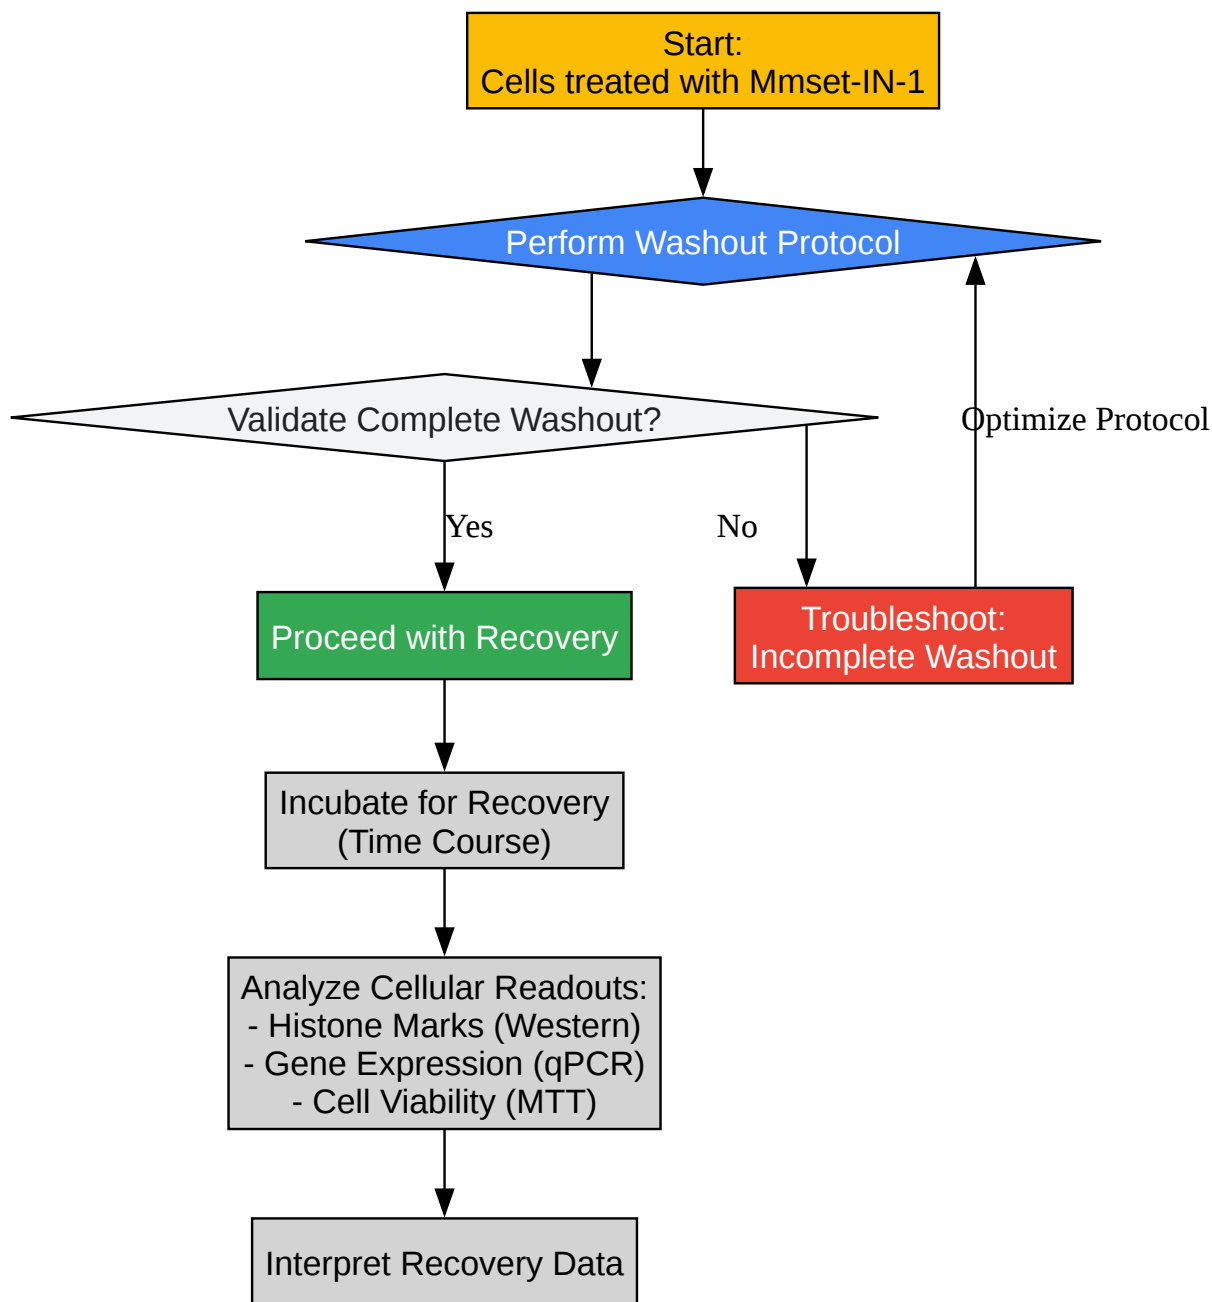 Start:
Cells treated with Mmset-IN-1
Perform Washout Protocol
Validate Complete Washout?
Optimize Protocol
Yes
No
Proceed with Recovery
Troubleshoot:
Incomplete Washout
Incubate for Recovery
(Time Course)
Analyze Cellular Readouts:
- Histone Marks (Western)
- Gene Expression (qPCR)
- Cell Viability (MTT)
Interpret Recovery Data